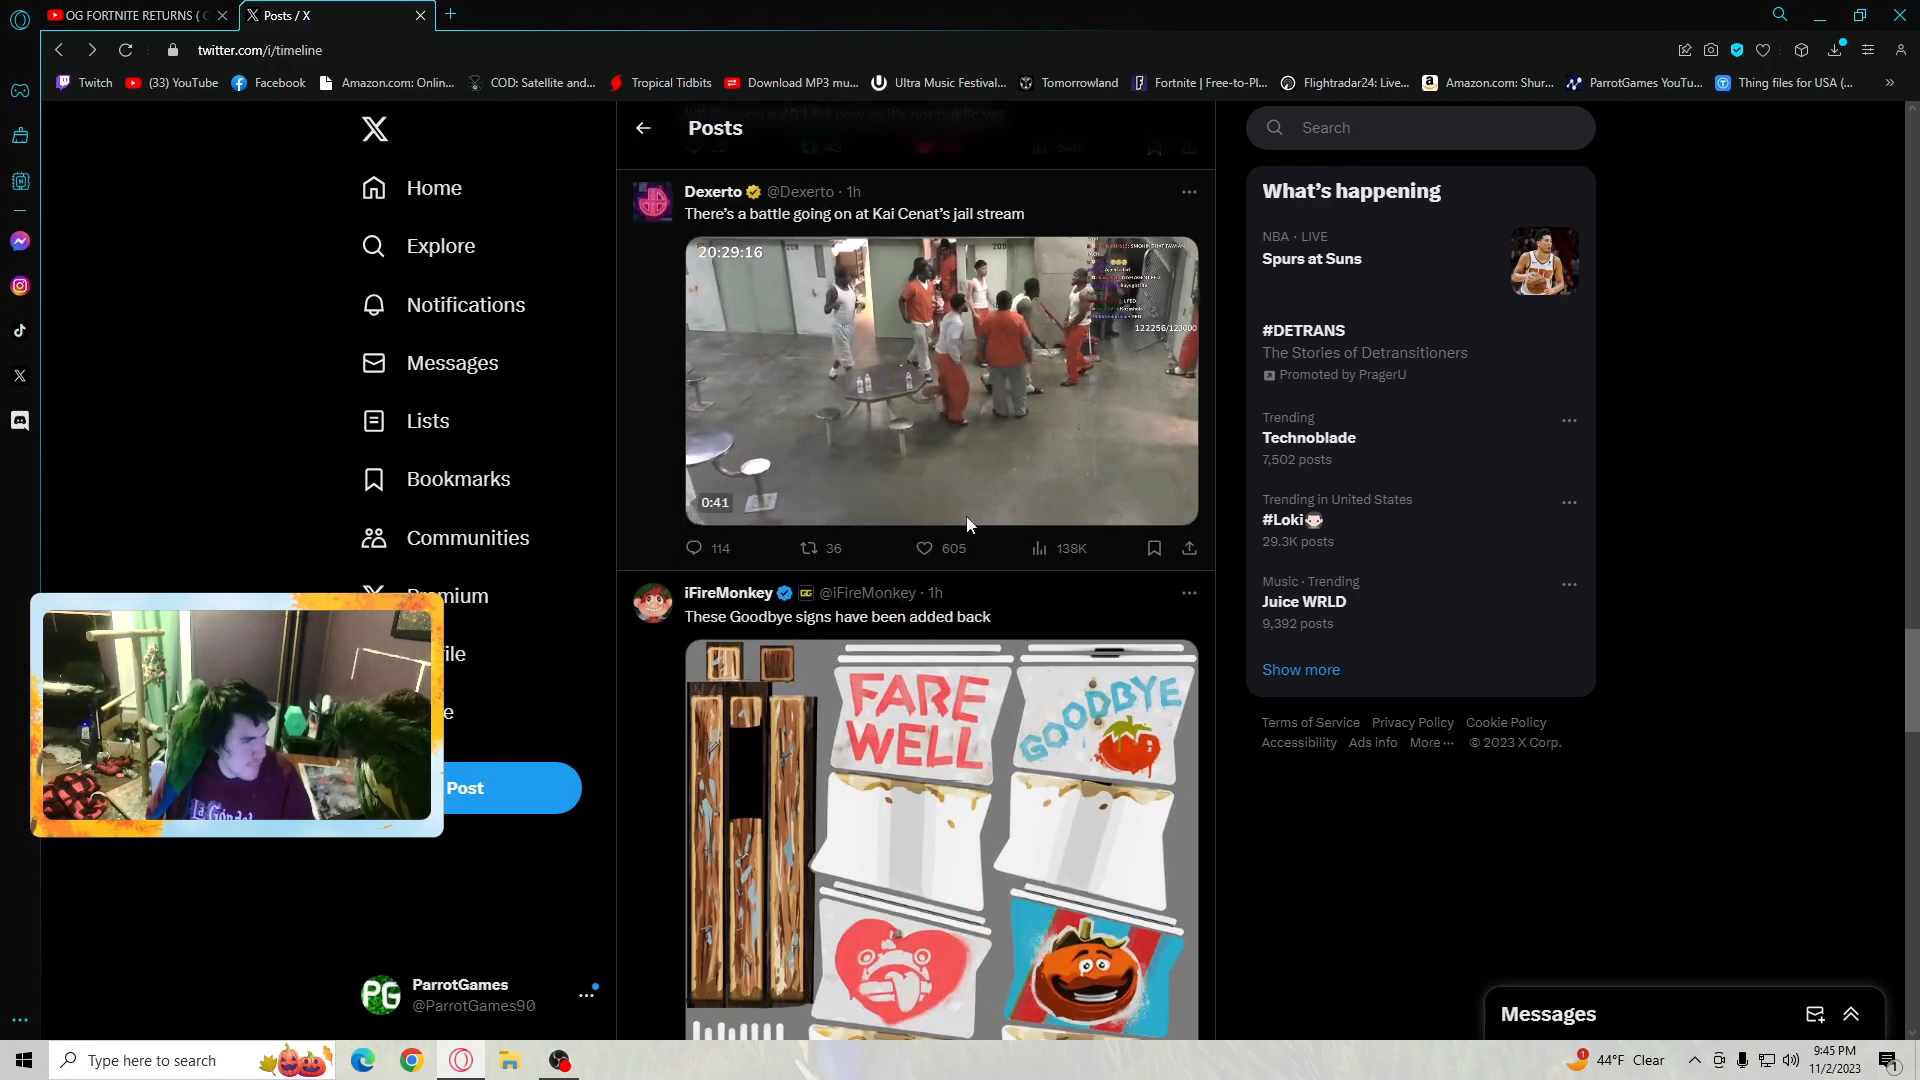 OG FORTNITE RETURNS (
Posts / X
twitter.com/i/timeline
Twitch
(33) YouTube
Facebook
Amazon.com: Onlin...
COD: Satellite and...
Tropical Tidbits
Download MP3 mu...
Ultra Music Festival...
Tomorrowland
Fortnite | Free-to-Pl...
Flightradar24: Live...
Amazon.com: Shur...
ParrotGames YouTu...
Thing files for USA (...
Home
Explore
Notifications
Messages
Lists
Bookmarks
Communities
Premium
file
e
Post
ParrotGames
@ParrotGames90
Posts
Dexerto @Dexerto · 1h
There's a battle going on at Kai Cenat's jail stream
20:29:16
122256/123000
0:41
114
36
605
138K
iFireMonkey @iFireMonkey · 1h
These Goodbye signs have been added back
FARE
WELL
GOODBYE
Search
What's happening
NBA · LIVE
Spurs at Suns
#DETRANS
The Stories of Detransitioners
Promoted by PragerU
Trending
Technoblade
7,502 posts
Trending in United States
#Loki
29.3K posts
Music · Trending
Juice WRLD
9,392 posts
Show more
Terms of Service Privacy Policy Cookie Policy
Accessibility Ads info More ··· © 2023 X Corp.
Messages
Type here to search
44°F Clear
9:45 PM
11/2/2023